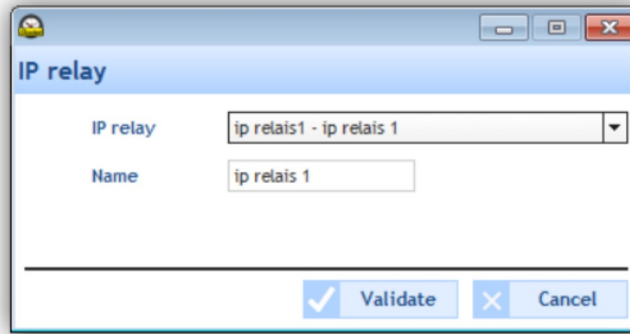 IP relay
IP relay
ip relais1 - ip relais 1
Name
ip relais 1
Validate
Cancel